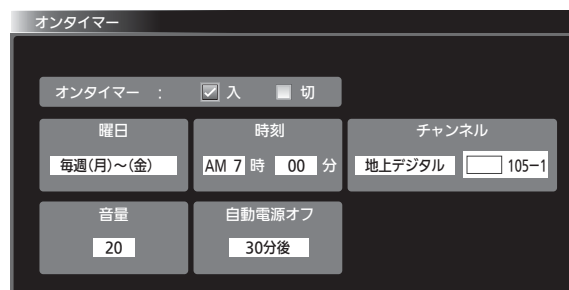 オンタイマー
オンタイマー : 入 切
曜日 時刻 チャンネル
毎週(月)～(金) AM 7 時 00 分 地上デジタル 105-1
音量 自動電源オフ
20 30分後